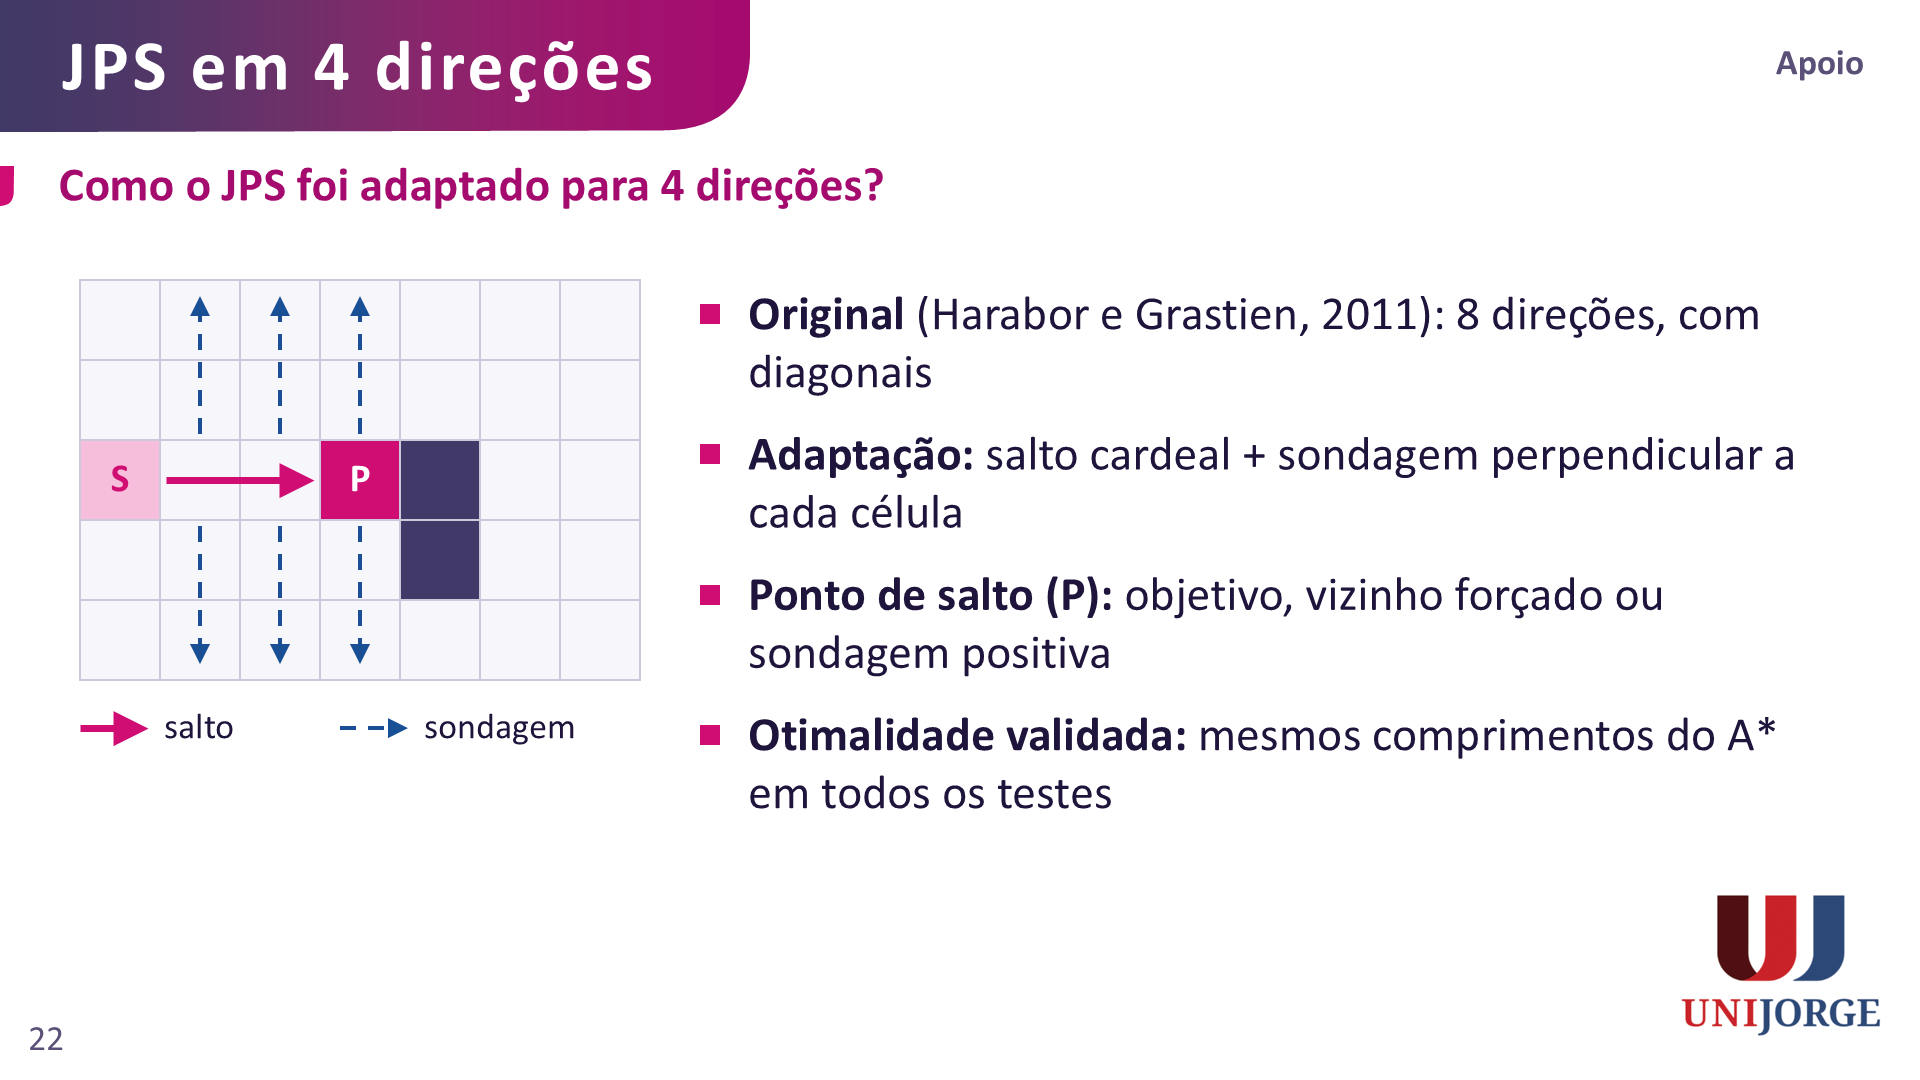 JPS em 4 direções
Apoio
Como o JPS foi adaptado para 4 direções?
S
P
salto
sondagem
Original (Harabor e Grastien, 2011): 8 direções, com
diagonais
Adaptação: salto cardeal + sondagem perpendicular a
cada célula
Ponto de salto (P): objetivo, vizinho forçado ou
sondagem positiva
Otimalidade validada: mesmos comprimentos do A*
em todos os testes
UNIJORGE
22